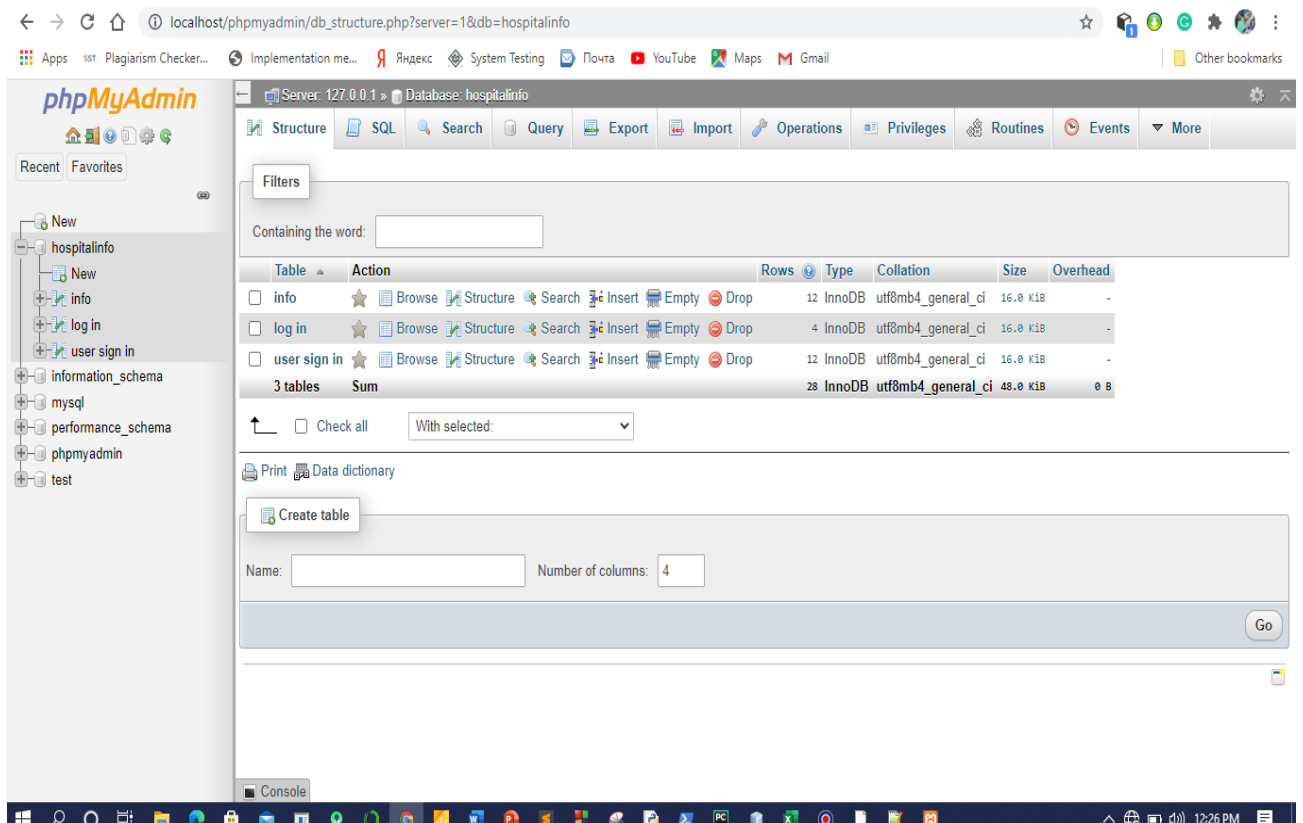 localhost/phpmyadmin/db_structure.php?server=1&db=hospitalinfo
Apps SST Plagiarism Checker... Implementation me... Яндекс System Testing Почта YouTube Maps Gmail Other bookmarks
phpMyAdmin
Recent Favorites
New
hospitalinfo
New
info
log in
user sign in
information_schema
mysql
performance_schema
phpmyadmin
test
Server: 127.0.0.1 » Database: hospitalinfo
Structure SQL Search Query Export Import Operations Privileges Routines Events More
Filters
Containing the word:
Table Action Rows Type Collation Size Overhead
info Browse Structure Search Insert Empty Drop 12 InnoDB utf8mb4_general_ci 16.0 KiB -
log in Browse Structure Search Insert Empty Drop 4 InnoDB utf8mb4_general_ci 16.0 KiB -
user sign in Browse Structure Search Insert Empty Drop 12 InnoDB utf8mb4_general_ci 16.0 KiB -
3 tables Sum 28 InnoDB utf8mb4_general_ci 48.0 KiB 0 B
Check all With selected:
Print Data dictionary
Create table
Name: Number of columns: 4
Go
Console
12:26 PM